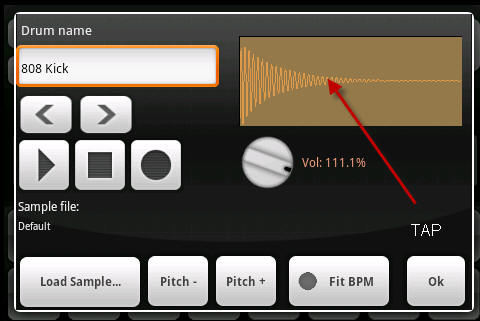 Drum name
808 Kick
Vol: 111.1%
Sample file:
Default
TAP
Load Sample...
Pitch -
Pitch +
Fit BPM
Ok